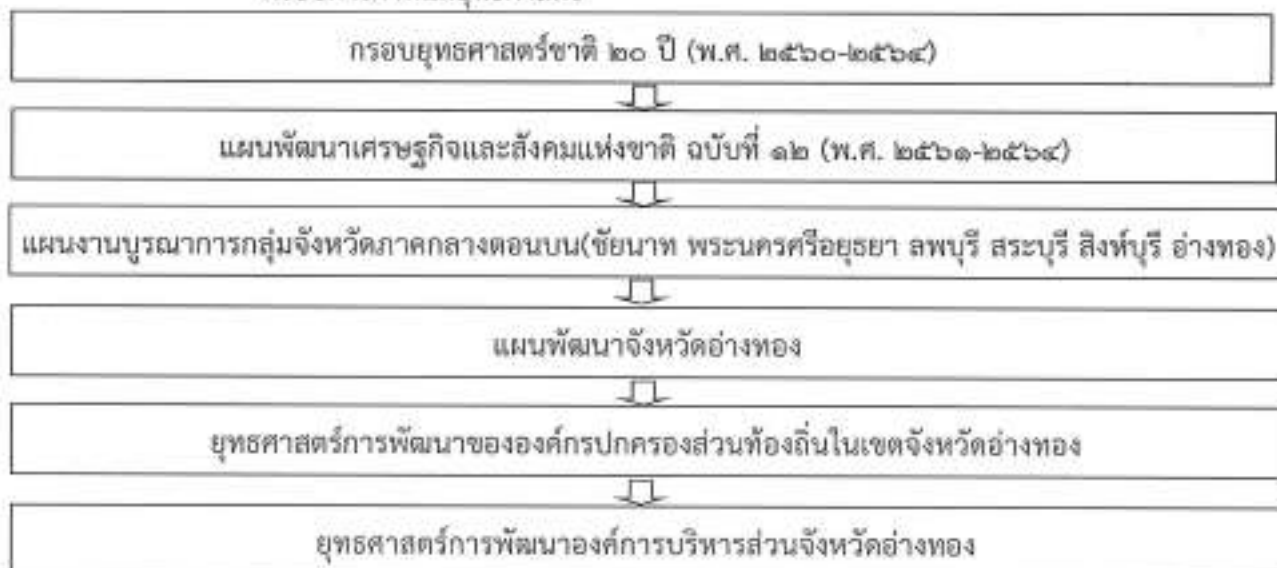 กรอบยุทธศาสตร์ชาติ ๒๐ ปี (พ.ศ. ๒๕๖๐-๒๕๖๔)
แผนพัฒนาเศรษฐกิจและสังคมแห่งชาติ ฉบับที่ ๑๒ (พ.ศ. ๒๕๖๑-๒๕๖๔)
แผนงานบูรณาการกลุ่มจังหวัดภาคกลางตอนบน(ชัยนาท พระนครศรีอยุธยา ลพบุรี สระบุรี สิงห์บุรี อ่างทอง)
แผนพัฒนาจังหวัดอ่างทอง
ยุทธศาสตร์การพัฒนาขององค์กรปกครองส่วนท้องถิ่นในเขตจังหวัดอ่างทอง
ยุทธศาสตร์การพัฒนาองค์การบริหารส่วนจังหวัดอ่างทอง